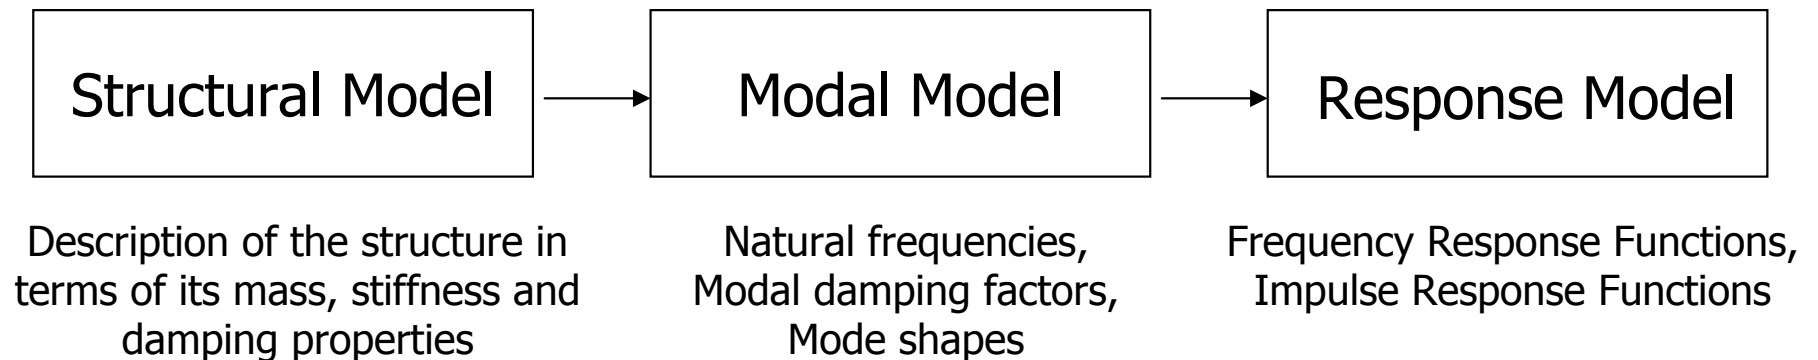 Structural Model
Modal Model
Response Model
Description of the structure in
terms of its mass, stiffness and
damping properties
Natural frequencies,
Modal damping factors,
Mode shapes
Frequency Response Functions,
Impulse Response Functions